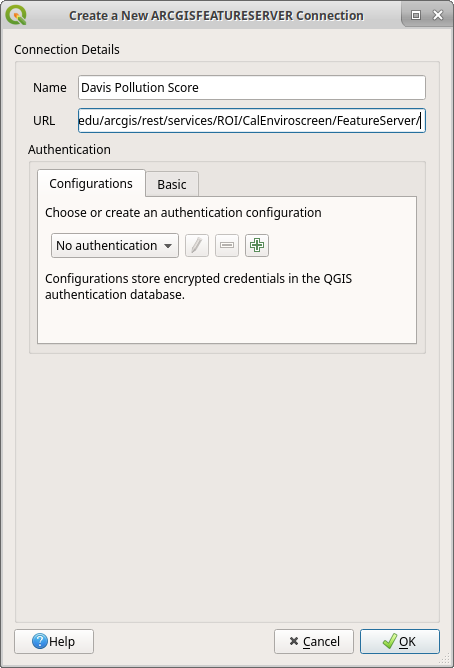 Create a New ARCGISFEATURESERVER Connection
Connection Details
Name Davis Pollution Score
URL edu/arcgis/rest/services/ROI/CalEnviroscreen/FeatureServer/
Authentication
Configurations Basic
Choose or create an authentication configuration
No authentication
Configurations store encrypted credentials in the QGIS
authentication database.
Help Cancel OK